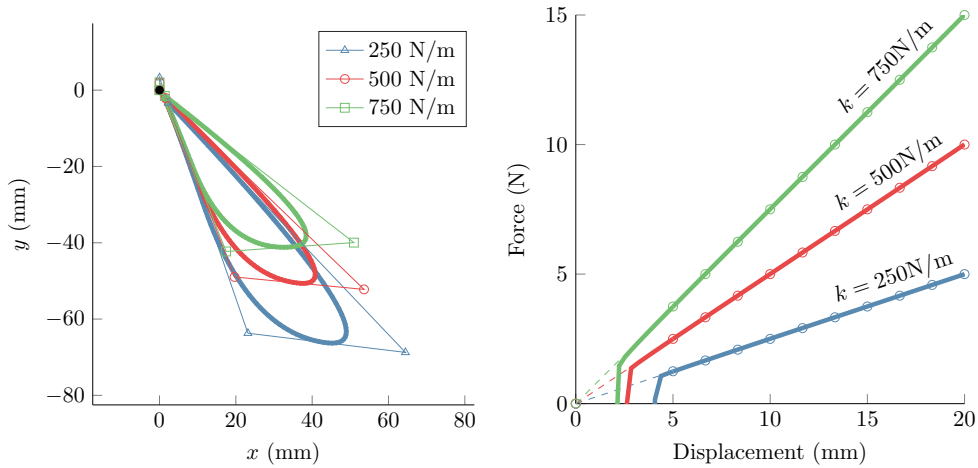 250 N/m
500 N/m
750 N/m
0
−20
−40
−60
−80
y (mm)
0 20 40 60 80
x (mm)
15
10
5
0
Force (N)
k = 750N/m
k = 500N/m
k = 250N/m
0 5 10 15 20
Displacement (mm)